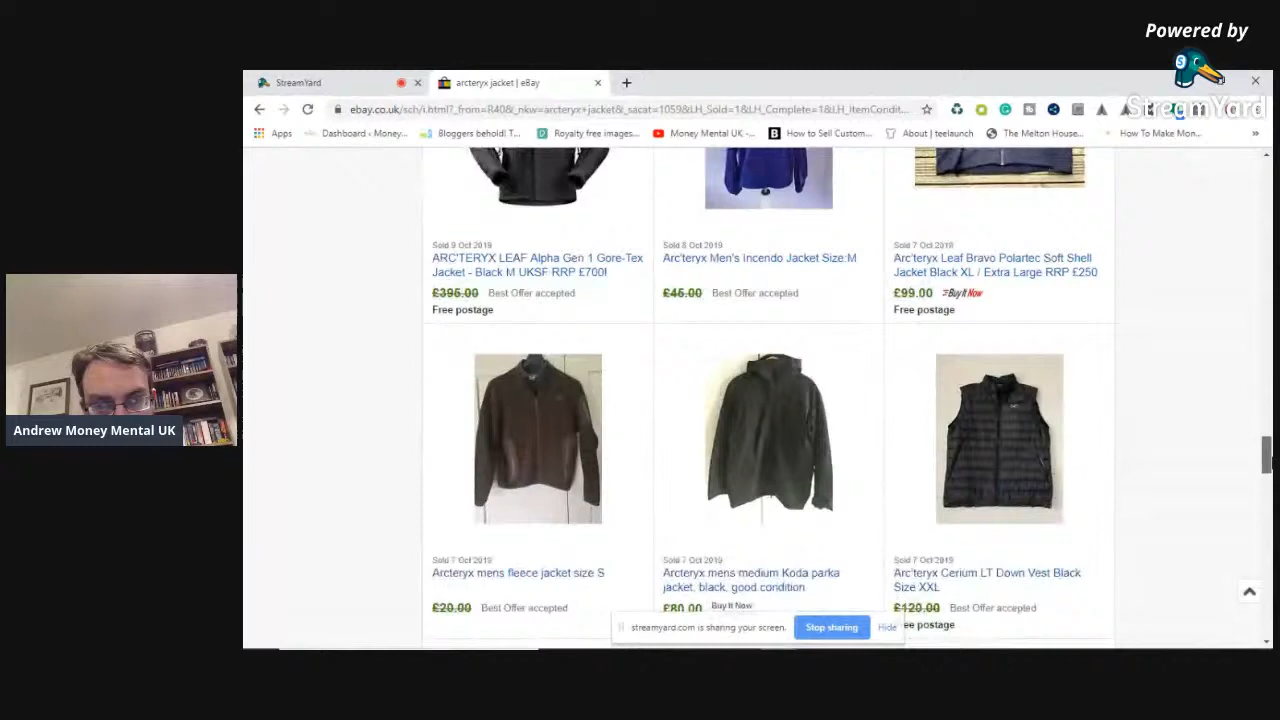 Powered by
StreamYard
StreamYard
arcteryx jacket | eBay
ebay.co.uk/sch/i.html?_from=R40&_nkw=arcteryx+jacket&_sacat=1059&LH_Sold=1&LH_Complete=1&LH_ItemCondit...
Apps
Dashboard ‹ Money...
Bloggers behold! T...
Royalty free images...
Money Mental UK -...
How to Sell Custom...
About | teelaunch
The Melton House...
How To Make Mon...
Sold 9 Oct 2019
ARC'TERYX LEAF Alpha Gen 1 Gore-Tex
Jacket - Black M UKSF RRP £700!
£395.00 Best Offer accepted
Free postage
Sold 8 Oct 2019
Arc'teryx Men's Incendo Jacket Size:M
£45.00 Best Offer accepted
Sold 7 Oct 2019
Arc'teryx Leaf Bravo Polartec Soft Shell
Jacket Black XL / Extra Large RRP £250
£99.00 Buy It Now
Free postage
Andrew Money Mental UK
Sold 7 Oct 2019
Arcteryx mens fleece jacket size S
£20.00 Best Offer accepted
Sold 7 Oct 2019
Arcteryx mens medium Koda parka
jacket, black, good condition
£80.00 Buy It Now
Sold 7 Oct 2019
Arc'teryx Cerium LT Down Vest Black
Size XXL
£120.00 Best Offer accepted
ee postage
streamyard.com is sharing your screen.
Stop sharing
Hide